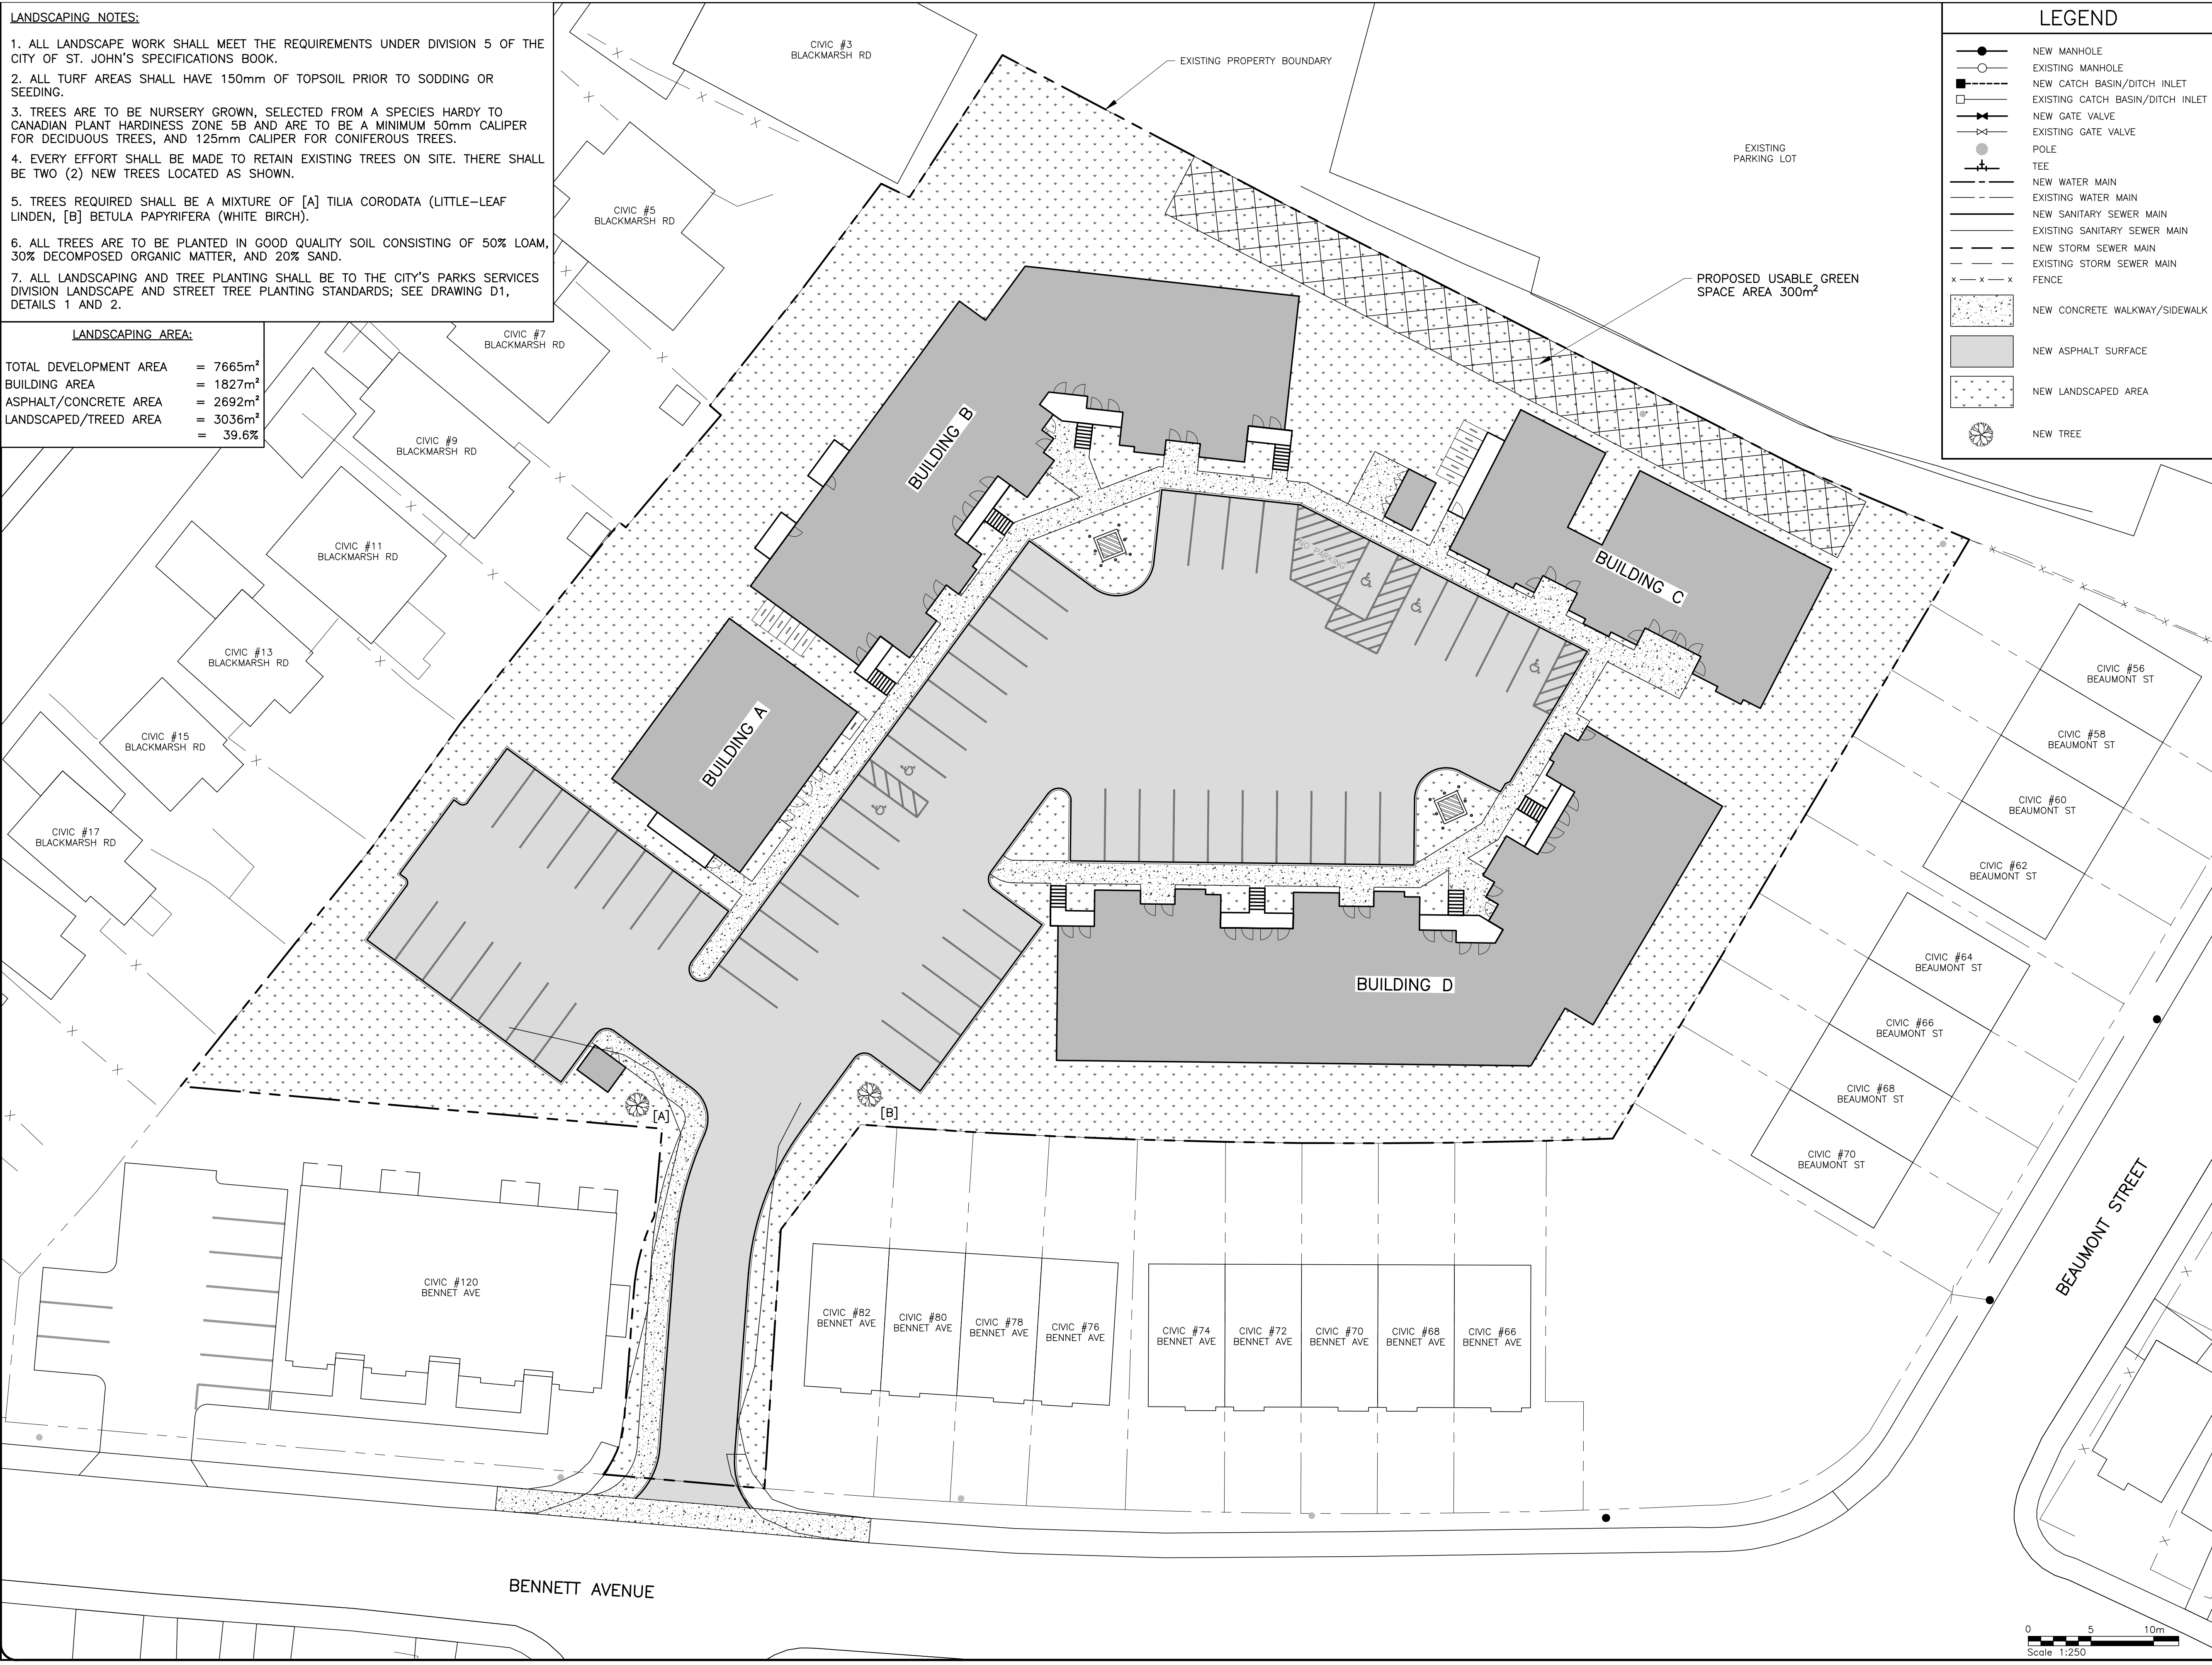 LANDSCAPING NOTES:
1. ALL LANDSCAPE WORK SHALL MEET THE REQUIREMENTS UNDER DIVISION 5 OF THE
CITY OF ST. JOHN'S SPECIFICATIONS BOOK.
2. ALL TURF AREAS SHALL HAVE 150mm OF TOPSOIL PRIOR TO SODDING OR
SEEDING.
3. TREES ARE TO BE NURSERY GROWN, SELECTED FROM A SPECIES HARDY TO
CANADIAN PLANT HARDINESS ZONE 5B AND ARE TO BE A MINIMUM 50mm CALIPER
FOR DECIDUOUS TREES, AND 125mm CALIPER FOR CONIFEROUS TREES.
4. EVERY EFFORT SHALL BE MADE TO RETAIN EXISTING TREES ON SITE. THERE SHALL
BE TWO (2) NEW TREES LOCATED AS SHOWN.
5. TREES REQUIRED SHALL BE A MIXTURE OF [A] TILIA CORODATA (LITTLE-LEAF
LINDEN, [B] BETULA PAPYRIFERA (WHITE BIRCH).
6. ALL TREES ARE TO BE PLANTED IN GOOD QUALITY SOIL CONSISTING OF 50% LOAM,
30% DECOMPOSED ORGANIC MATTER, AND 20% SAND.
7. ALL LANDSCAPING AND TREE PLANTING SHALL BE TO THE CITY'S PARKS SERVICES
DIVISION LANDSCAPE AND STREET TREE PLANTING STANDARDS; SEE DRAWING D1,
DETAILS 1 AND 2.
LANDSCAPING AREA:
TOTAL DEVELOPMENT AREA = 7665m²
BUILDING AREA = 1827m²
ASPHALT/CONCRETE AREA = 2692m²
LANDSCAPED/TREED AREA = 3036m²
= 39.6%
LEGEND
NEW MANHOLE
EXISTING MANHOLE
NEW CATCH BASIN/DITCH INLET
EXISTING CATCH BASIN/DITCH INLET
NEW GATE VALVE
EXISTING GATE VALVE
POLE
TEE
NEW WATER MAIN
EXISTING WATER MAIN
NEW SANITARY SEWER MAIN
EXISTING SANITARY SEWER MAIN
NEW STORM SEWER MAIN
EXISTING STORM SEWER MAIN
FENCE
NEW CONCRETE WALKWAY/SIDEWALK
NEW ASPHALT SURFACE
NEW LANDSCAPED AREA
NEW TREE
CIVIC #3
BLACKMARSH RD
EXISTING PROPERTY BOUNDARY
EXISTING
PARKING LOT
CIVIC #5
BLACKMARSH RD
PROPOSED USABLE GREEN
SPACE AREA 300m²
CIVIC #7
BLACKMARSH RD
CIVIC #9
BLACKMARSH RD
CIVIC #11
BLACKMARSH RD
CIVIC #13
BLACKMARSH RD
CIVIC #15
BLACKMARSH RD
CIVIC #17
BLACKMARSH RD
BUILDING B
NO PARKING
BUILDING C
BUILDING A
BUILDING D
CIVIC #56
BEAUMONT ST
CIVIC #58
BEAUMONT ST
CIVIC #60
BEAUMONT ST
CIVIC #62
BEAUMONT ST
CIVIC #64
BEAUMONT ST
CIVIC #66
BEAUMONT ST
CIVIC #68
BEAUMONT ST
CIVIC #70
BEAUMONT ST
[A]
[B]
BEAUMONT STREET
CIVIC #120
BENNET AVE
CIVIC #82
BENNET AVE
CIVIC #80
BENNET AVE
CIVIC #78
BENNET AVE
CIVIC #76
BENNET AVE
CIVIC #74
BENNET AVE
CIVIC #72
BENNET AVE
CIVIC #70
BENNET AVE
CIVIC #68
BENNET AVE
CIVIC #66
BENNET AVE
BENNETT AVENUE
0 5 10m
Scale 1:250